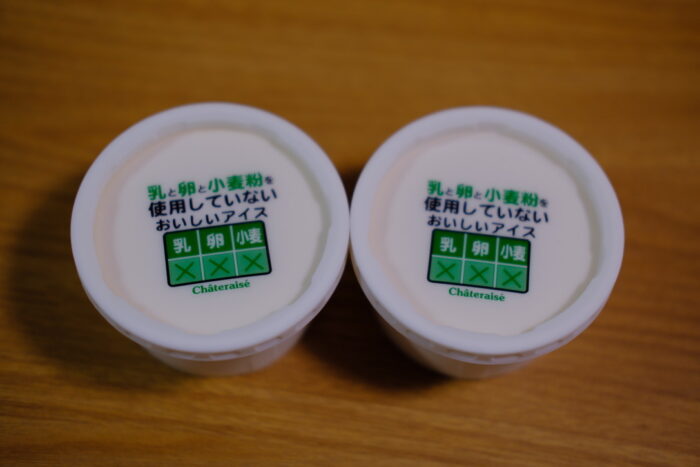 乳と卵と小麦粉を
使用していない
おいしいアイス
乳 卵 小麦
× × ×
Châteraisé
乳と卵と小麦粉を
使用していない
おいしいアイス
乳 卵 小麦
× × ×
Châteraisé